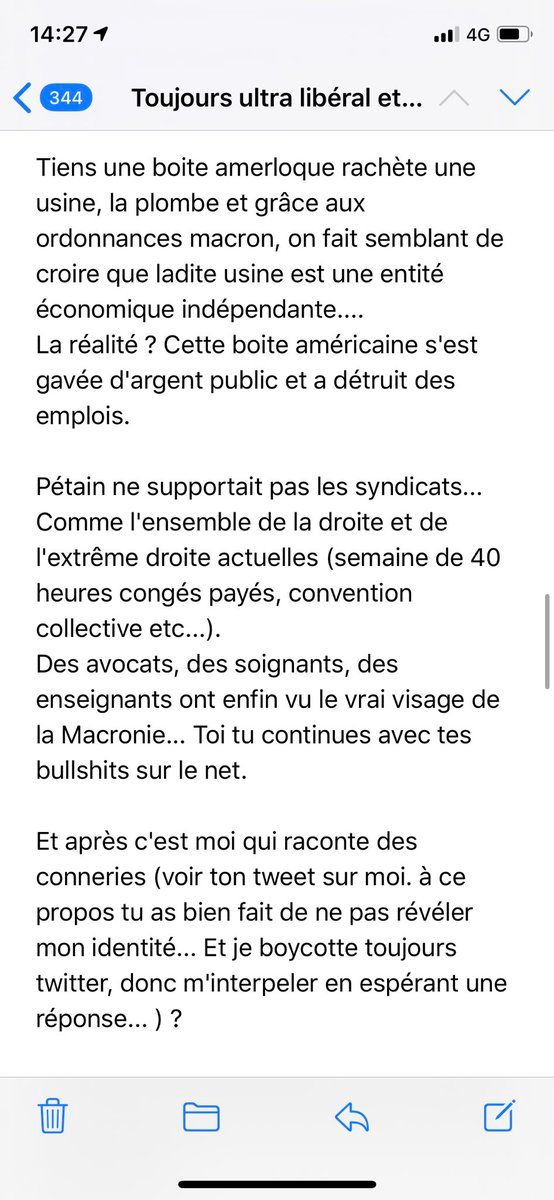 14:27
4G
344
Toujours ultra libéral et...
Tiens une boite amerloque rachète une
usine, la plombe et grâce aux
ordonnances macron, on fait semblant de
croire que ladite usine est une entité
économique indépendante....
La réalité ? Cette boite américaine s'est
gavée d'argent public et a détruit des
emplois.
Pétain ne supportait pas les syndicats...
Comme l'ensemble de la droite et de
l'extrême droite actuelles (semaine de 40
heures congés payés, convention
collective etc...).
Des avocats, des soignants, des
enseignants ont enfin vu le vrai visage de
la Macronie... Toi tu continues avec tes
bullshits sur le net.
Et après c'est moi qui raconte des
conneries (voir ton tweet sur moi. à ce
propos tu as bien fait de ne pas révéler
mon identité... Et je boycotte toujours
twitter, donc m'interpeler en espérant une
réponse... ) ?